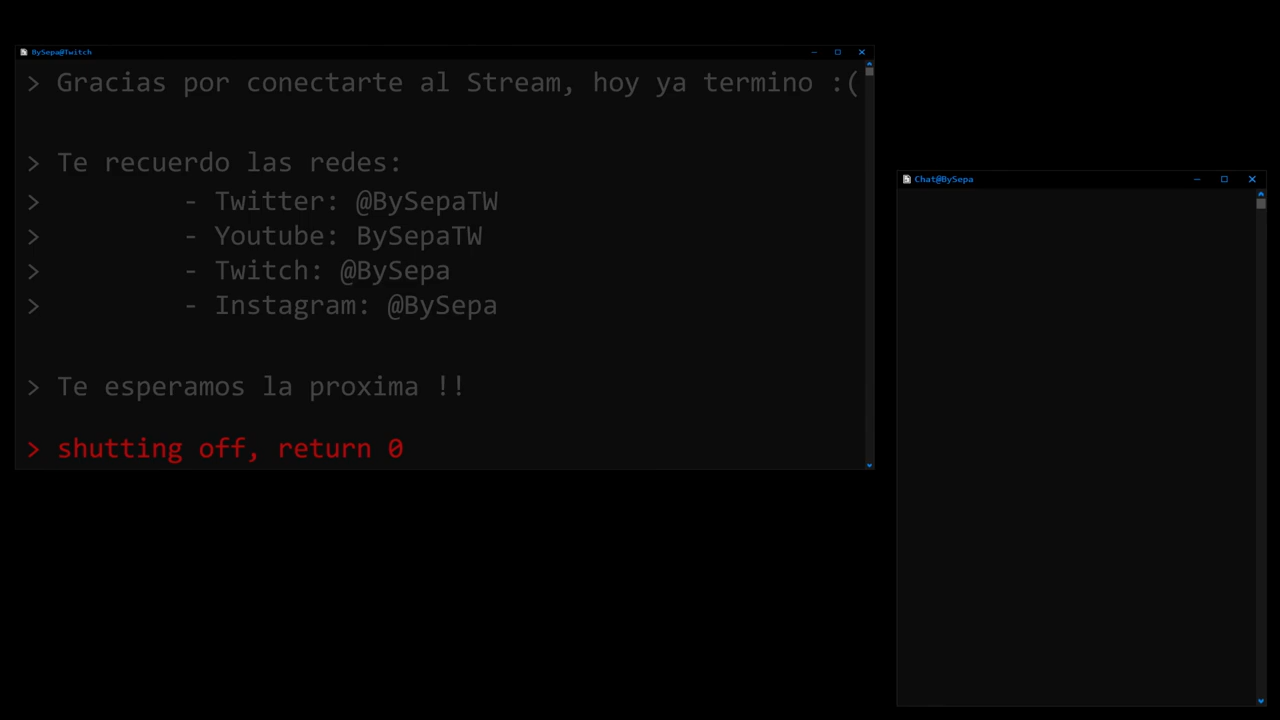 BySepa@Twitch
> Gracias por conectarte al Stream, hoy ya termino :(
> Te recuerdo las redes:
> - Twitter: @BySepaTW
> - Youtube: BySepaTW
> - Twitch: @BySepa
> - Instagram: @BySepa
> Te esperamos la proxima !!
> shutting off, return 0
Chat@BySepa